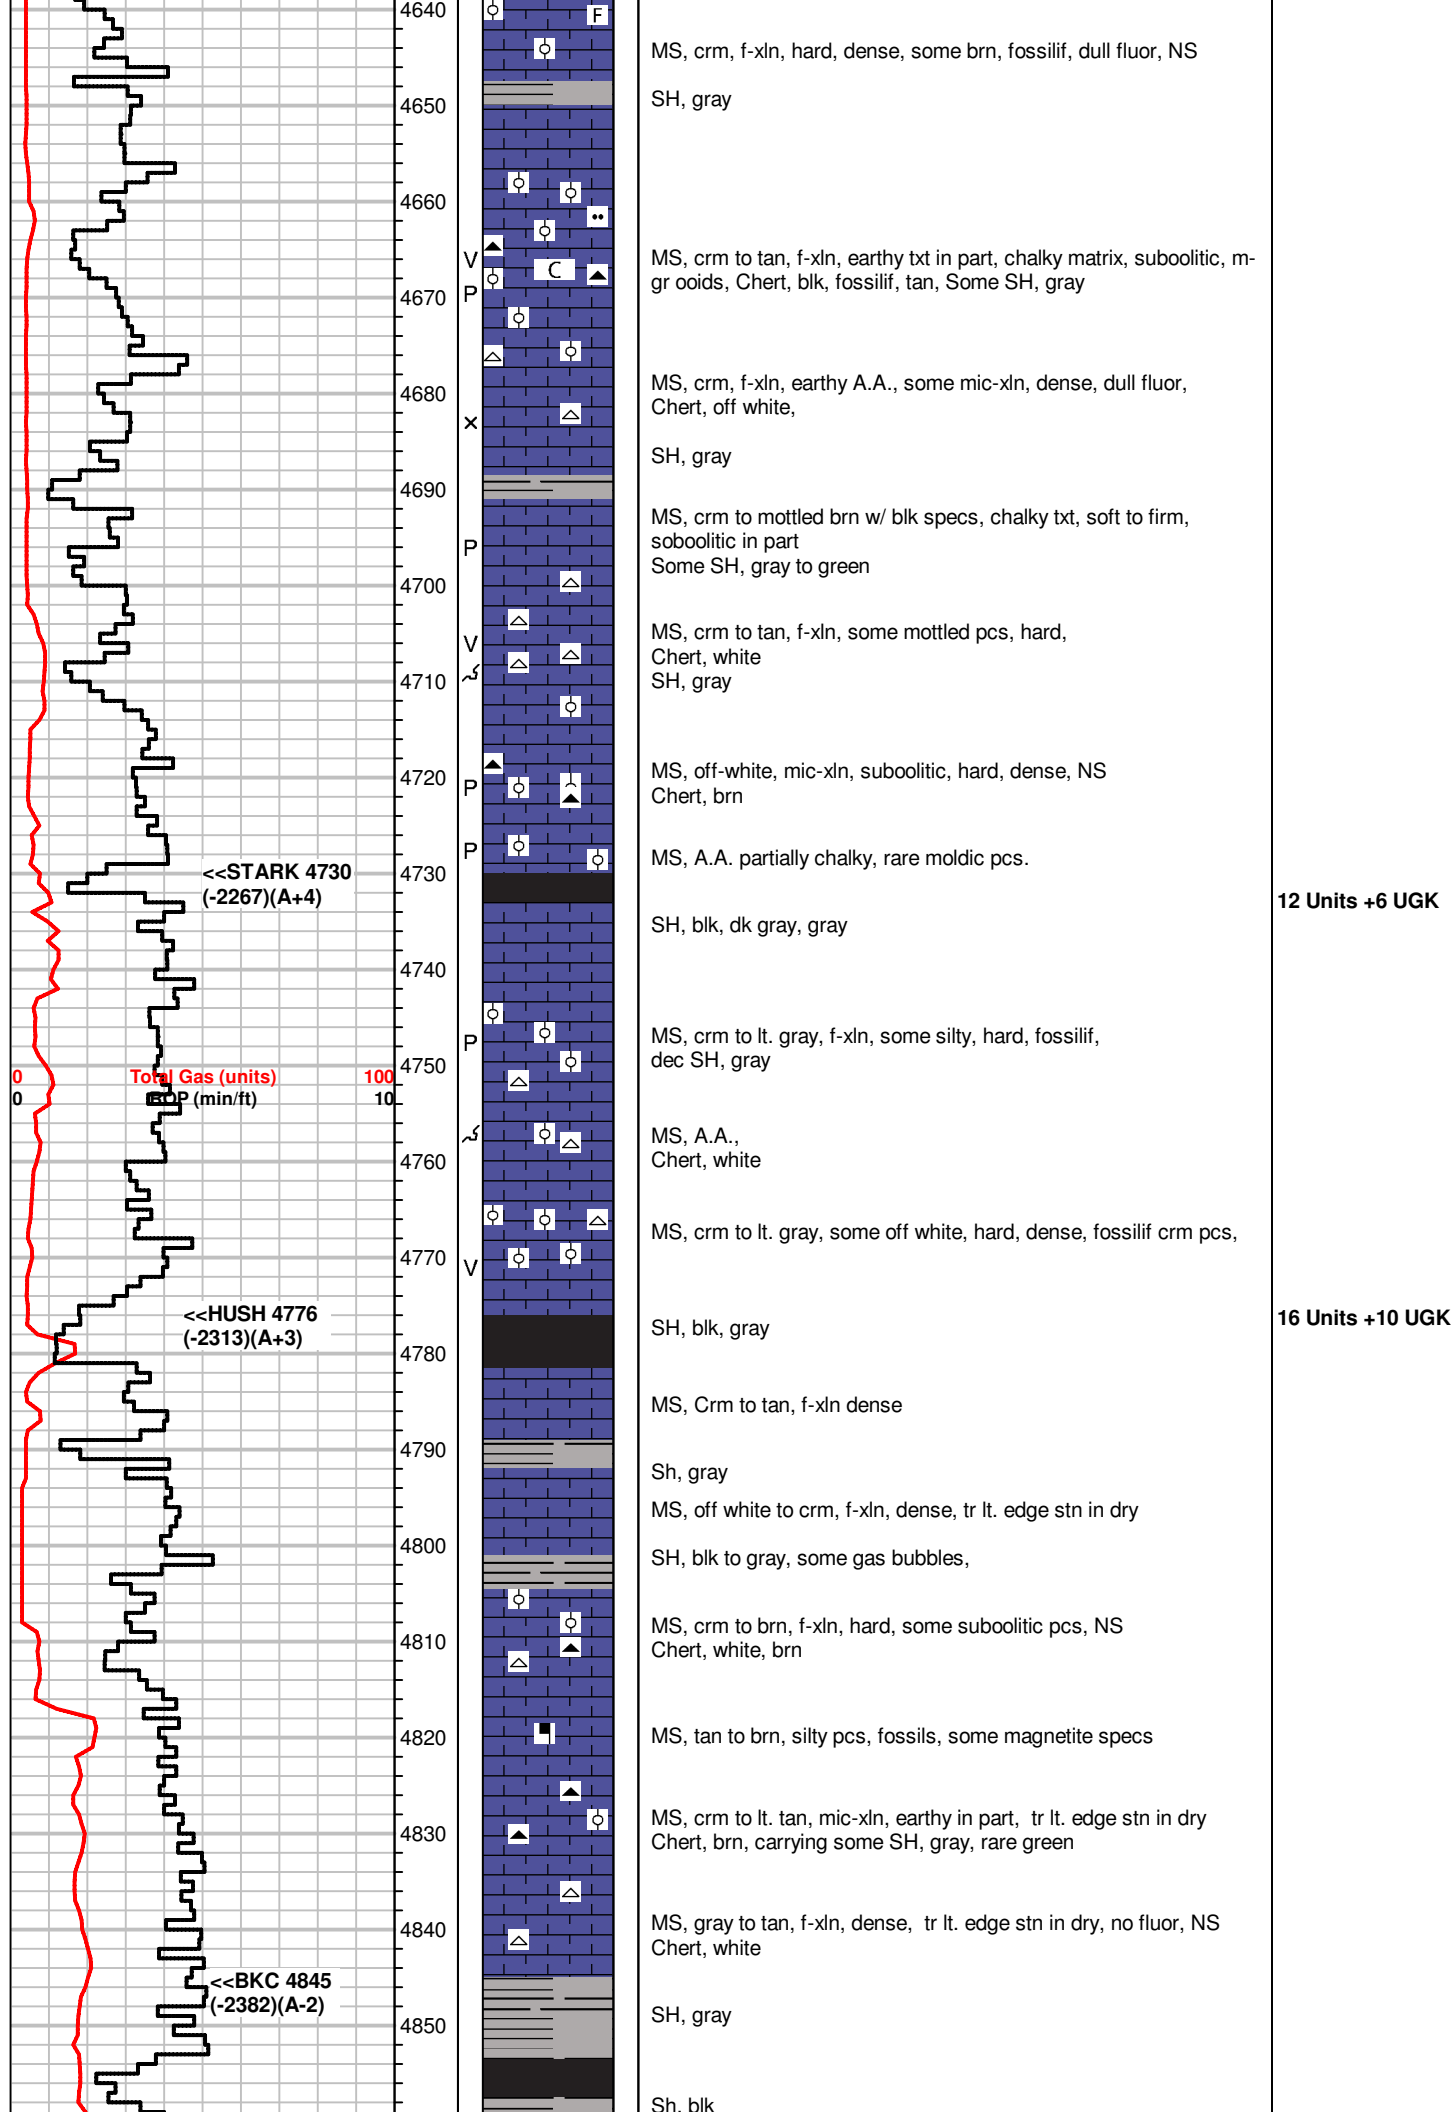 4640
F
MS, crm, f-xln, hard, dense, some brn, fossilif, dull fluor, NS
SH, gray
4650
4660
V
C
MS, crm to tan, f-xln, earthy txt in part, chalky matrix, suboolitic, m-
gr ooids, Chert, blk, fossilif, tan, Some SH, gray
P
4670
MS, crm, f-xln, earthy A.A., some mic-xln, dense, dull fluor,
4680
Chert, off white,
x
SH, gray
4690
MS, crm to mottled brn w/ blk specs, chalky txt, soft to firm,
soboolitic in part
P
Some SH, gray to green
4700
MS, crm to tan, f-xln, some mottled pcs, hard,
V
Chert, white
SH, gray
4710
MS, off-white, mic-xln, suboolitic, hard, dense, NS
4720
P
Chert, brn
P
MS, A.A. partially chalky, rare moldic pcs.
<<STARK 4730
(-2267)(A+4)
4730
12 Units +6 UGK
SH, blk, dk gray, gray
4740
MS, crm to lt. gray, f-xln, some silty, hard, fossilif,
P
dec SH, gray
4750
0 Total Gas (units) 100
0 ROP (min/ft) 10
MS, A.A.,
Chert, white
4760
MS, crm to lt. gray, some off white, hard, dense, fossilif crm pcs,
4770
V
<<HUSH 4776
(-2313)(A+3)
16 Units +10 UGK
SH, blk, gray
4780
MS, Crm to tan, f-xln dense
4790
Sh, gray
MS, off white to crm, f-xln, dense, tr lt. edge stn in dry
4800
SH, blk to gray, some gas bubbles,
MS, crm to brn, f-xln, hard, some suboolitic pcs, NS
4810
Chert, white, brn
4820
MS, tan to brn, silty pcs, fossils, some magnetite specs
MS, crm to lt. tan, mic-xln, earthy in part, tr lt. edge stn in dry
4830
Chert, brn, carrying some SH, gray, rare green
MS, gray to tan, f-xln, dense, tr lt. edge stn in dry, no fluor, NS
4840
Chert, white
<<BKC 4845
(-2382)(A-2)
SH, gray
4850
Sh, blk